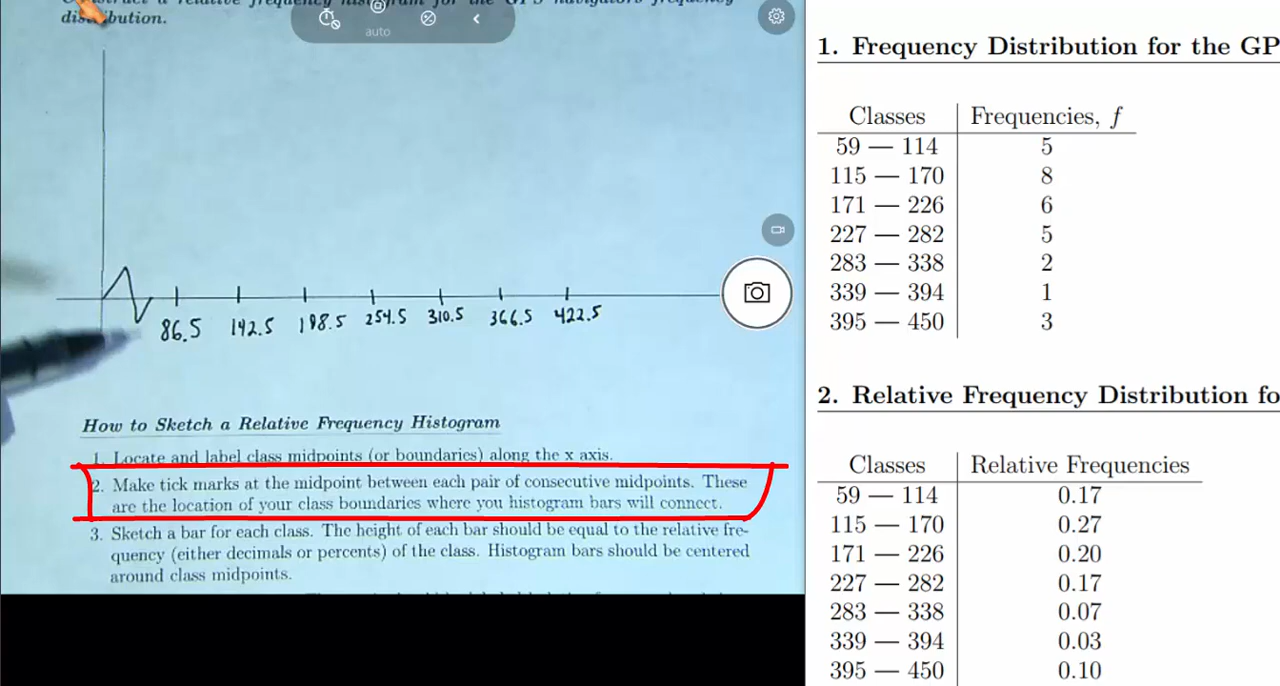 a relative frequency histogram for the GPS navigators frequency
distribution.
auto
86.5 142.5 198.5 254.5 310.5 366.5 422.5
How to Sketch a Relative Frequency Histogram
1. Locate and label class midpoints (or boundaries) along the x axis.
2. Make tick marks at the midpoint between each pair of consecutive midpoints. These
are the location of your class boundaries where you histogram bars will connect.
3. Sketch a bar for each class. The height of each bar should be equal to the relative fre-
quency (either decimals or percents) of the class. Histogram bars should be centered
around class midpoints.
1. Frequency Distribution for the GP
Classes Frequencies, f
59 — 114 5
115 — 170 8
171 — 226 6
227 — 282 5
283 — 338 2
339 — 394 1
395 — 450 3
2. Relative Frequency Distribution fo
Classes Relative Frequencies
59 — 114 0.17
115 — 170 0.27
171 — 226 0.20
227 — 282 0.17
283 — 338 0.07
339 — 394 0.03
395 — 450 0.10